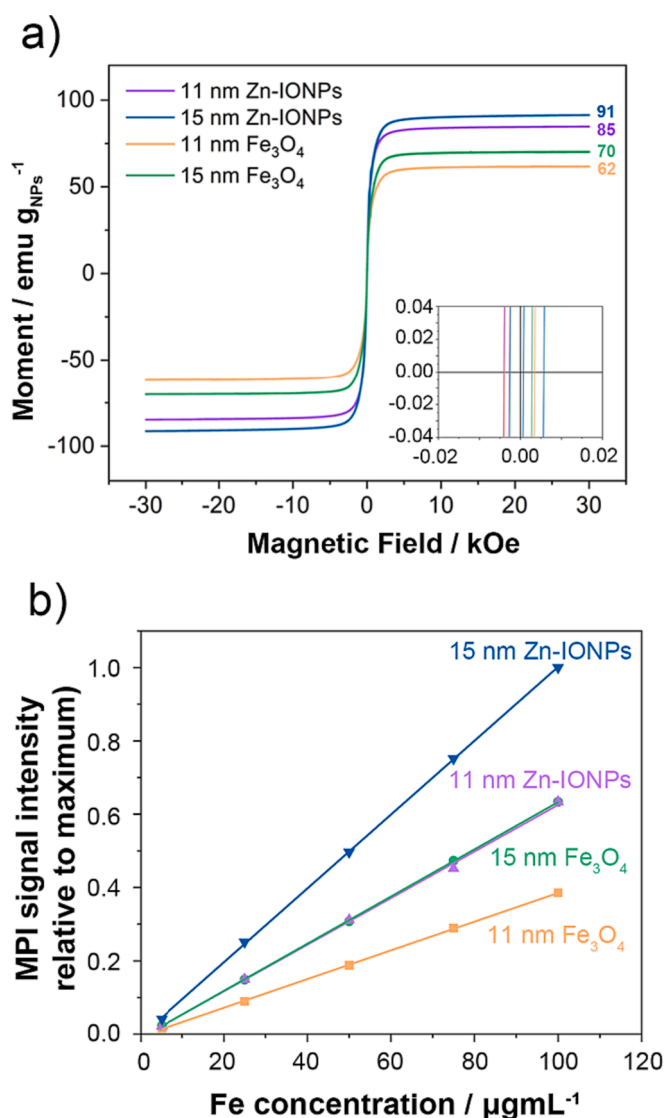 a)
11 nm Zn-IONPs
15 nm Zn-IONPs
11 nm Fe₃O₄
15 nm Fe₃O₄
91
85
70
62
100
50
0
-50
-100
Moment / emu g_NPs⁻¹
0.04
0.02
0.00
-0.02
-0.04
-0.02
0.00
0.02
-30
-20
-10
0
10
20
30
Magnetic Field / kOe
b)
15 nm Zn-IONPs
11 nm Zn-IONPs
15 nm Fe₃O₄
11 nm Fe₃O₄
1.0
0.8
0.6
0.4
0.2
0.0
MPI signal intensity
relative to maximum)
0
20
40
60
80
100
120
Fe concentration / µgmL⁻¹